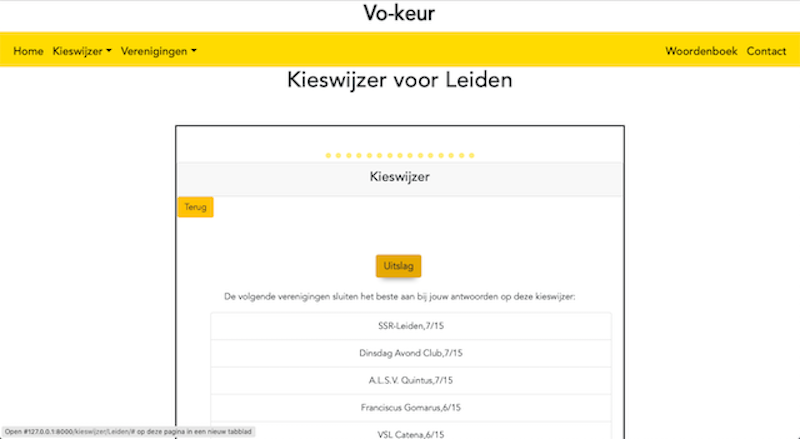 Vo-keur
Home Kieswijzer Verenigingen Woordenboek Contact
Kieswijzer voor Leiden
Kieswijzer
Terug
Uitslag
De volgende verenigingen sluiten het beste aan bij jouw antwoorden op deze kieswijzer:
SSR-Leiden,7/15
Dinsdag Avond Club,7/15
A.L.S.V. Quintus,7/15
Franciscus Gomarus,6/15
VSL Catena,6/15
Open #127.0.0.1:8000/kieswijzer/Leiden/# op deze pagina in een nieuw tabblad